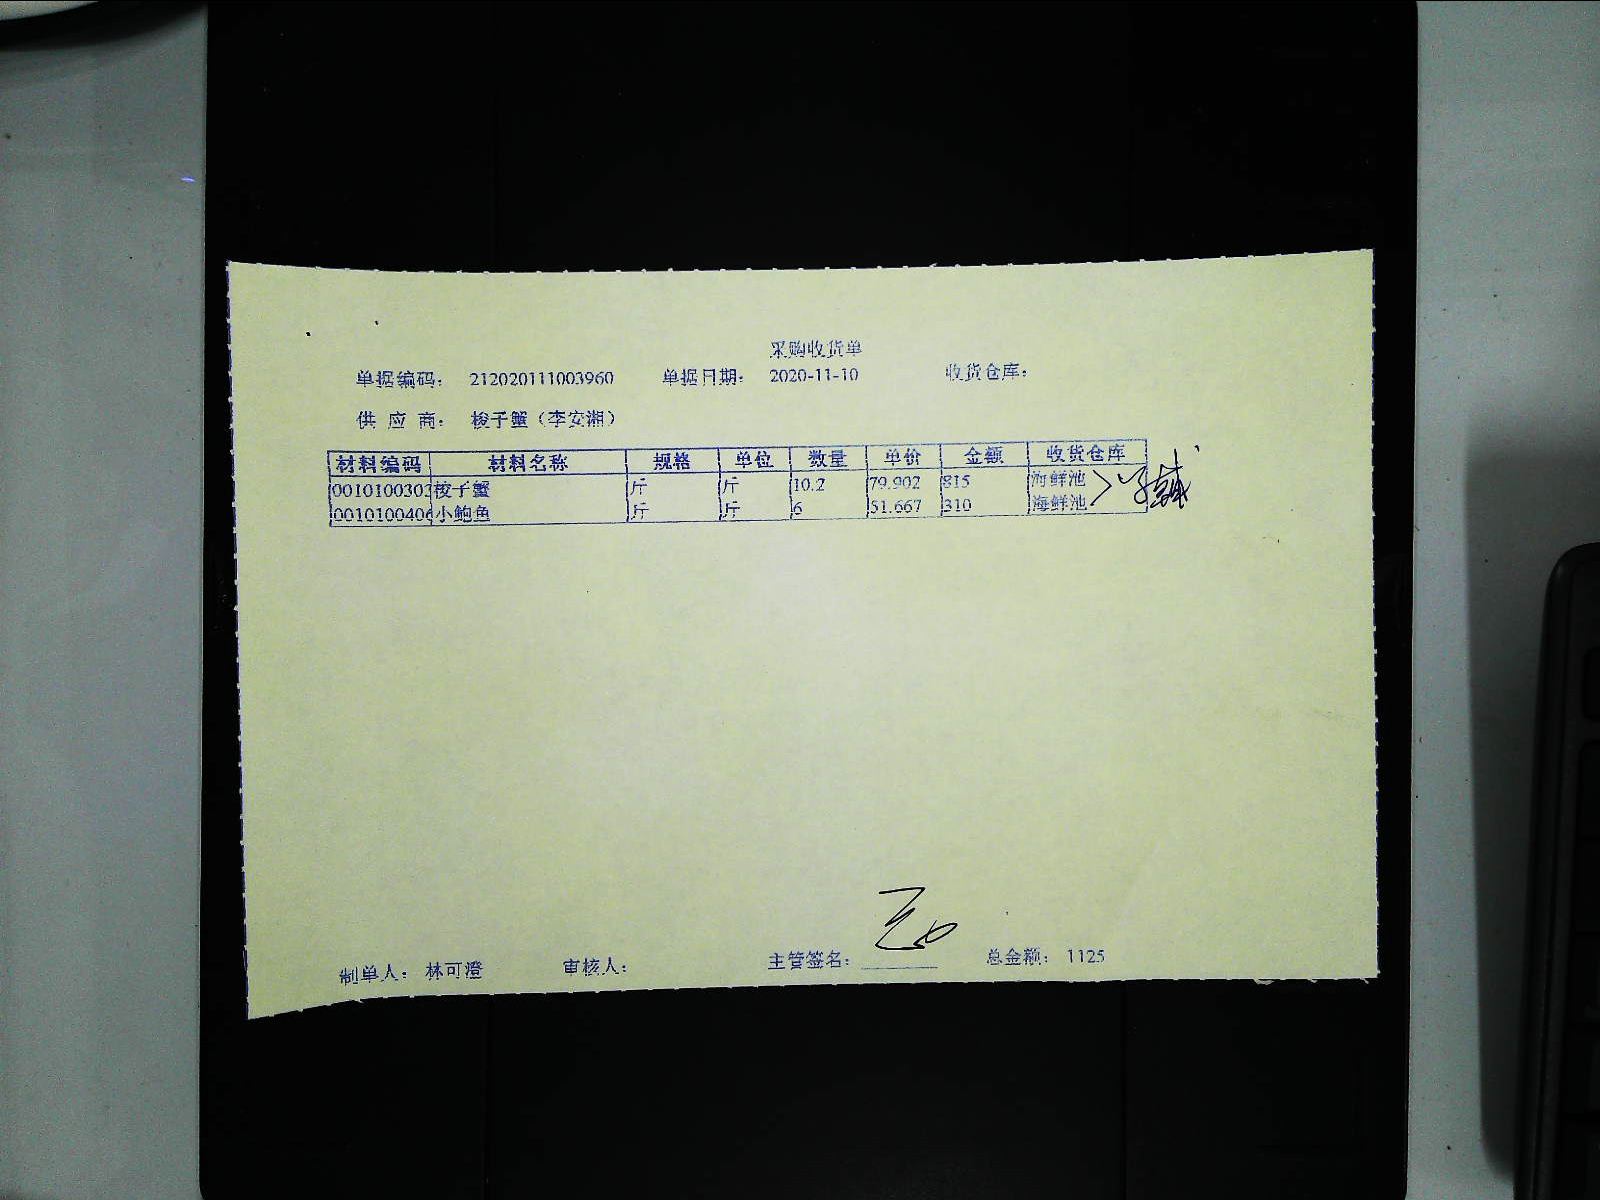 采购收货单
单据编码： 212020111003960 单据日期： 2020-11-10 收货仓库：
供应商： 梭子蟹（李安湘）
材料编码 材料名称 规格 单位 数量 单价 金额 收货仓库
0010100303 梭子蟹 斤 斤 10.2 79.902 815 海鲜池
0010100406 小鲍鱼 斤 斤 6 51.667 310 海鲜池
制单人： 林可澄 审核人： 主管签名： 总金额： 1125